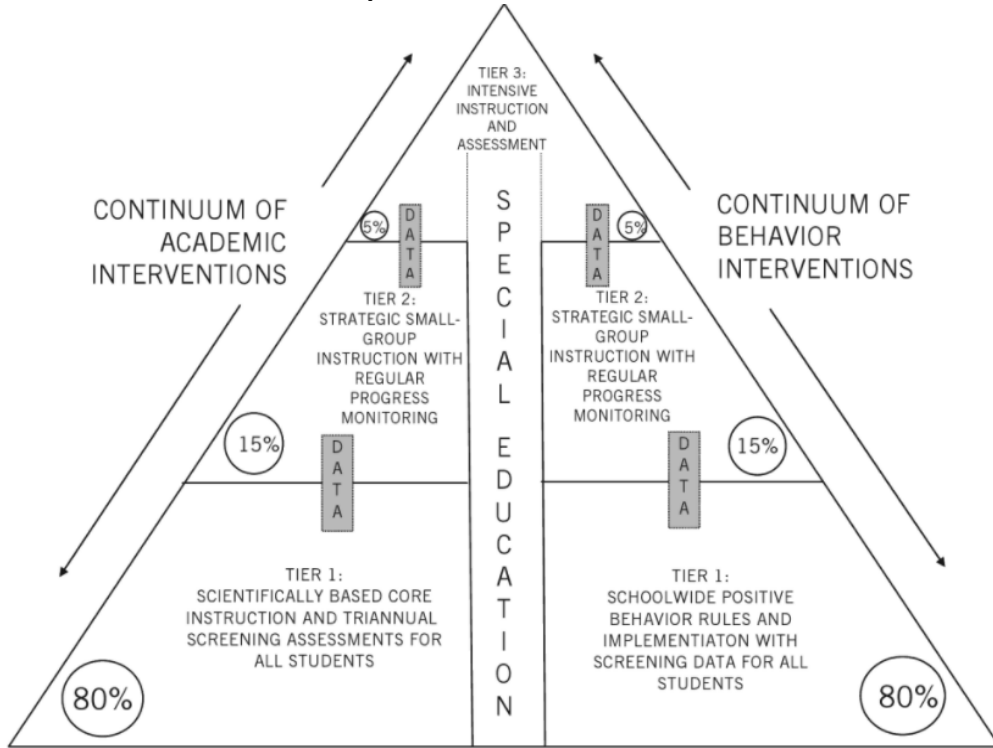 TIER 3:
INTENSIVE
INSTRUCTION
AND
ASSESSMENT
CONTINUUM OF
ACADEMIC
INTERVENTIONS
5%
DATA
TIER 2:
STRATEGIC SMALL-
GROUP
INSTRUCTION WITH
REGULAR
PROGRESS
MONITORING
15%
DATA
TIER 1:
SCIENTIFICALLY BASED CORE
INSTRUCTION AND TRIANNUAL
SCREENING ASSESSMENTS FOR
ALL STUDENTS
80%
SPECIAL EDUCATION
DATA
5%
CONTINUUM OF
BEHAVIOR
INTERVENTIONS
TIER 2:
STRATEGIC SMALL-
GROUP
INSTRUCTION WITH
REGULAR
PROGRESS
MONITORING
DATA
15%
TIER 1:
SCHOOLWIDE POSITIVE
BEHAVIOR RULES AND
IMPLEMENTIATON WITH
SCREENING DATA FOR ALL
STUDENTS
80%